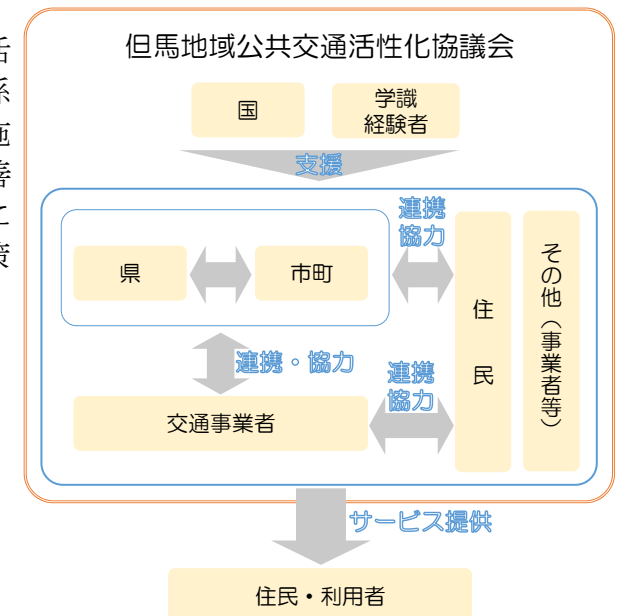 但馬地域公共交通活性化協議会
国
学識
経験者
支援
連携
協力
県
市町
住民
その他(事業者等)
連携・協力
連携
協力
交通事業者
サービス提供
住民・利用者